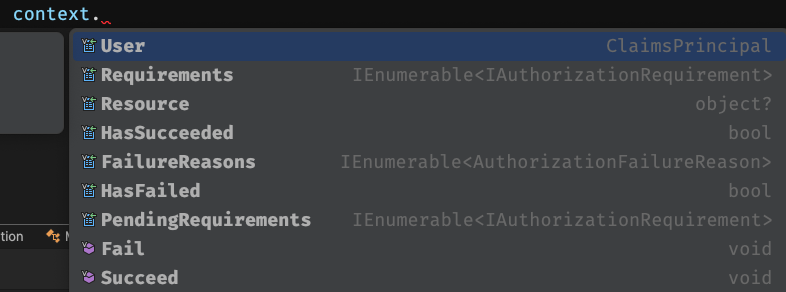 context.
User ClaimsPrincipal
Requirements IEnumerable<IAuthorizationRequirement>
Resource object?
HasSucceeded bool
FailureReasons IEnumerable<AuthorizationFailureReason>
HasFailed bool
PendingRequirements IEnumerable<IAuthorizationRequirement>
tion
Fail void
Succeed void